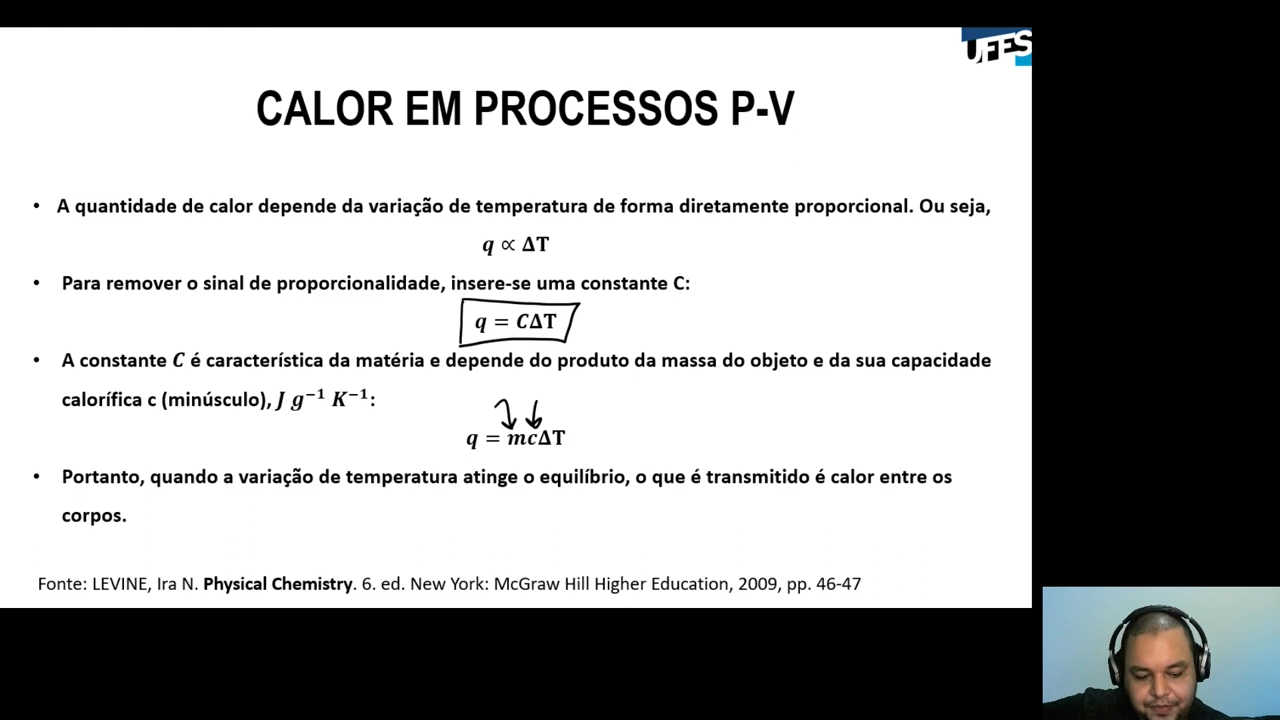 UFES
CALOR EM PROCESSOS P-V
• A quantidade de calor depende da variação de temperatura de forma diretamente proporcional. Ou seja,
q ∝ ΔT
• Para remover o sinal de proporcionalidade, insere-se uma constante C:
q = CΔT
• A constante C é característica da matéria e depende do produto da massa do objeto e da sua capacidade
calorífica c (minúsculo), J g⁻¹ K⁻¹:
q = mcΔT
• Portanto, quando a variação de temperatura atinge o equilíbrio, o que é transmitido é calor entre os
corpos.
Fonte: LEVINE, Ira N. Physical Chemistry. 6. ed. New York: McGraw Hill Higher Education, 2009, pp. 46-47